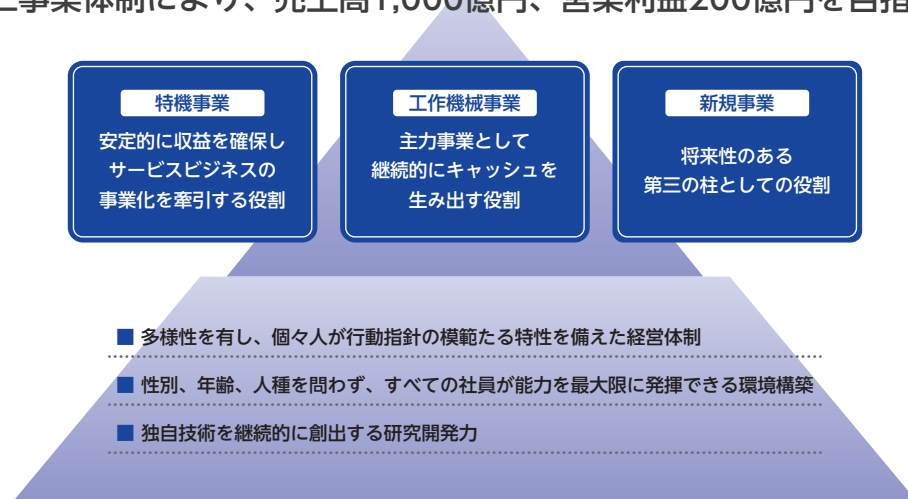 事業体制により、売上高1,000億円、営業利益200億円を目指
特機事業
安定的に収益を確保し
サービスビジネスの
事業化を牽引する役割
工作機械事業
主力事業として
継続的にキャッシュを
生み出す役割
新規事業
将来性のある
第三の柱としての役割
■ 多様性を有し、個々人が行動指針の模範たる特性を備えた経営体制
■ 性別、年齢、人種を問わず、すべての社員が能力を最大限に発揮できる環境構築
■ 独自技術を継続的に創出する研究開発力